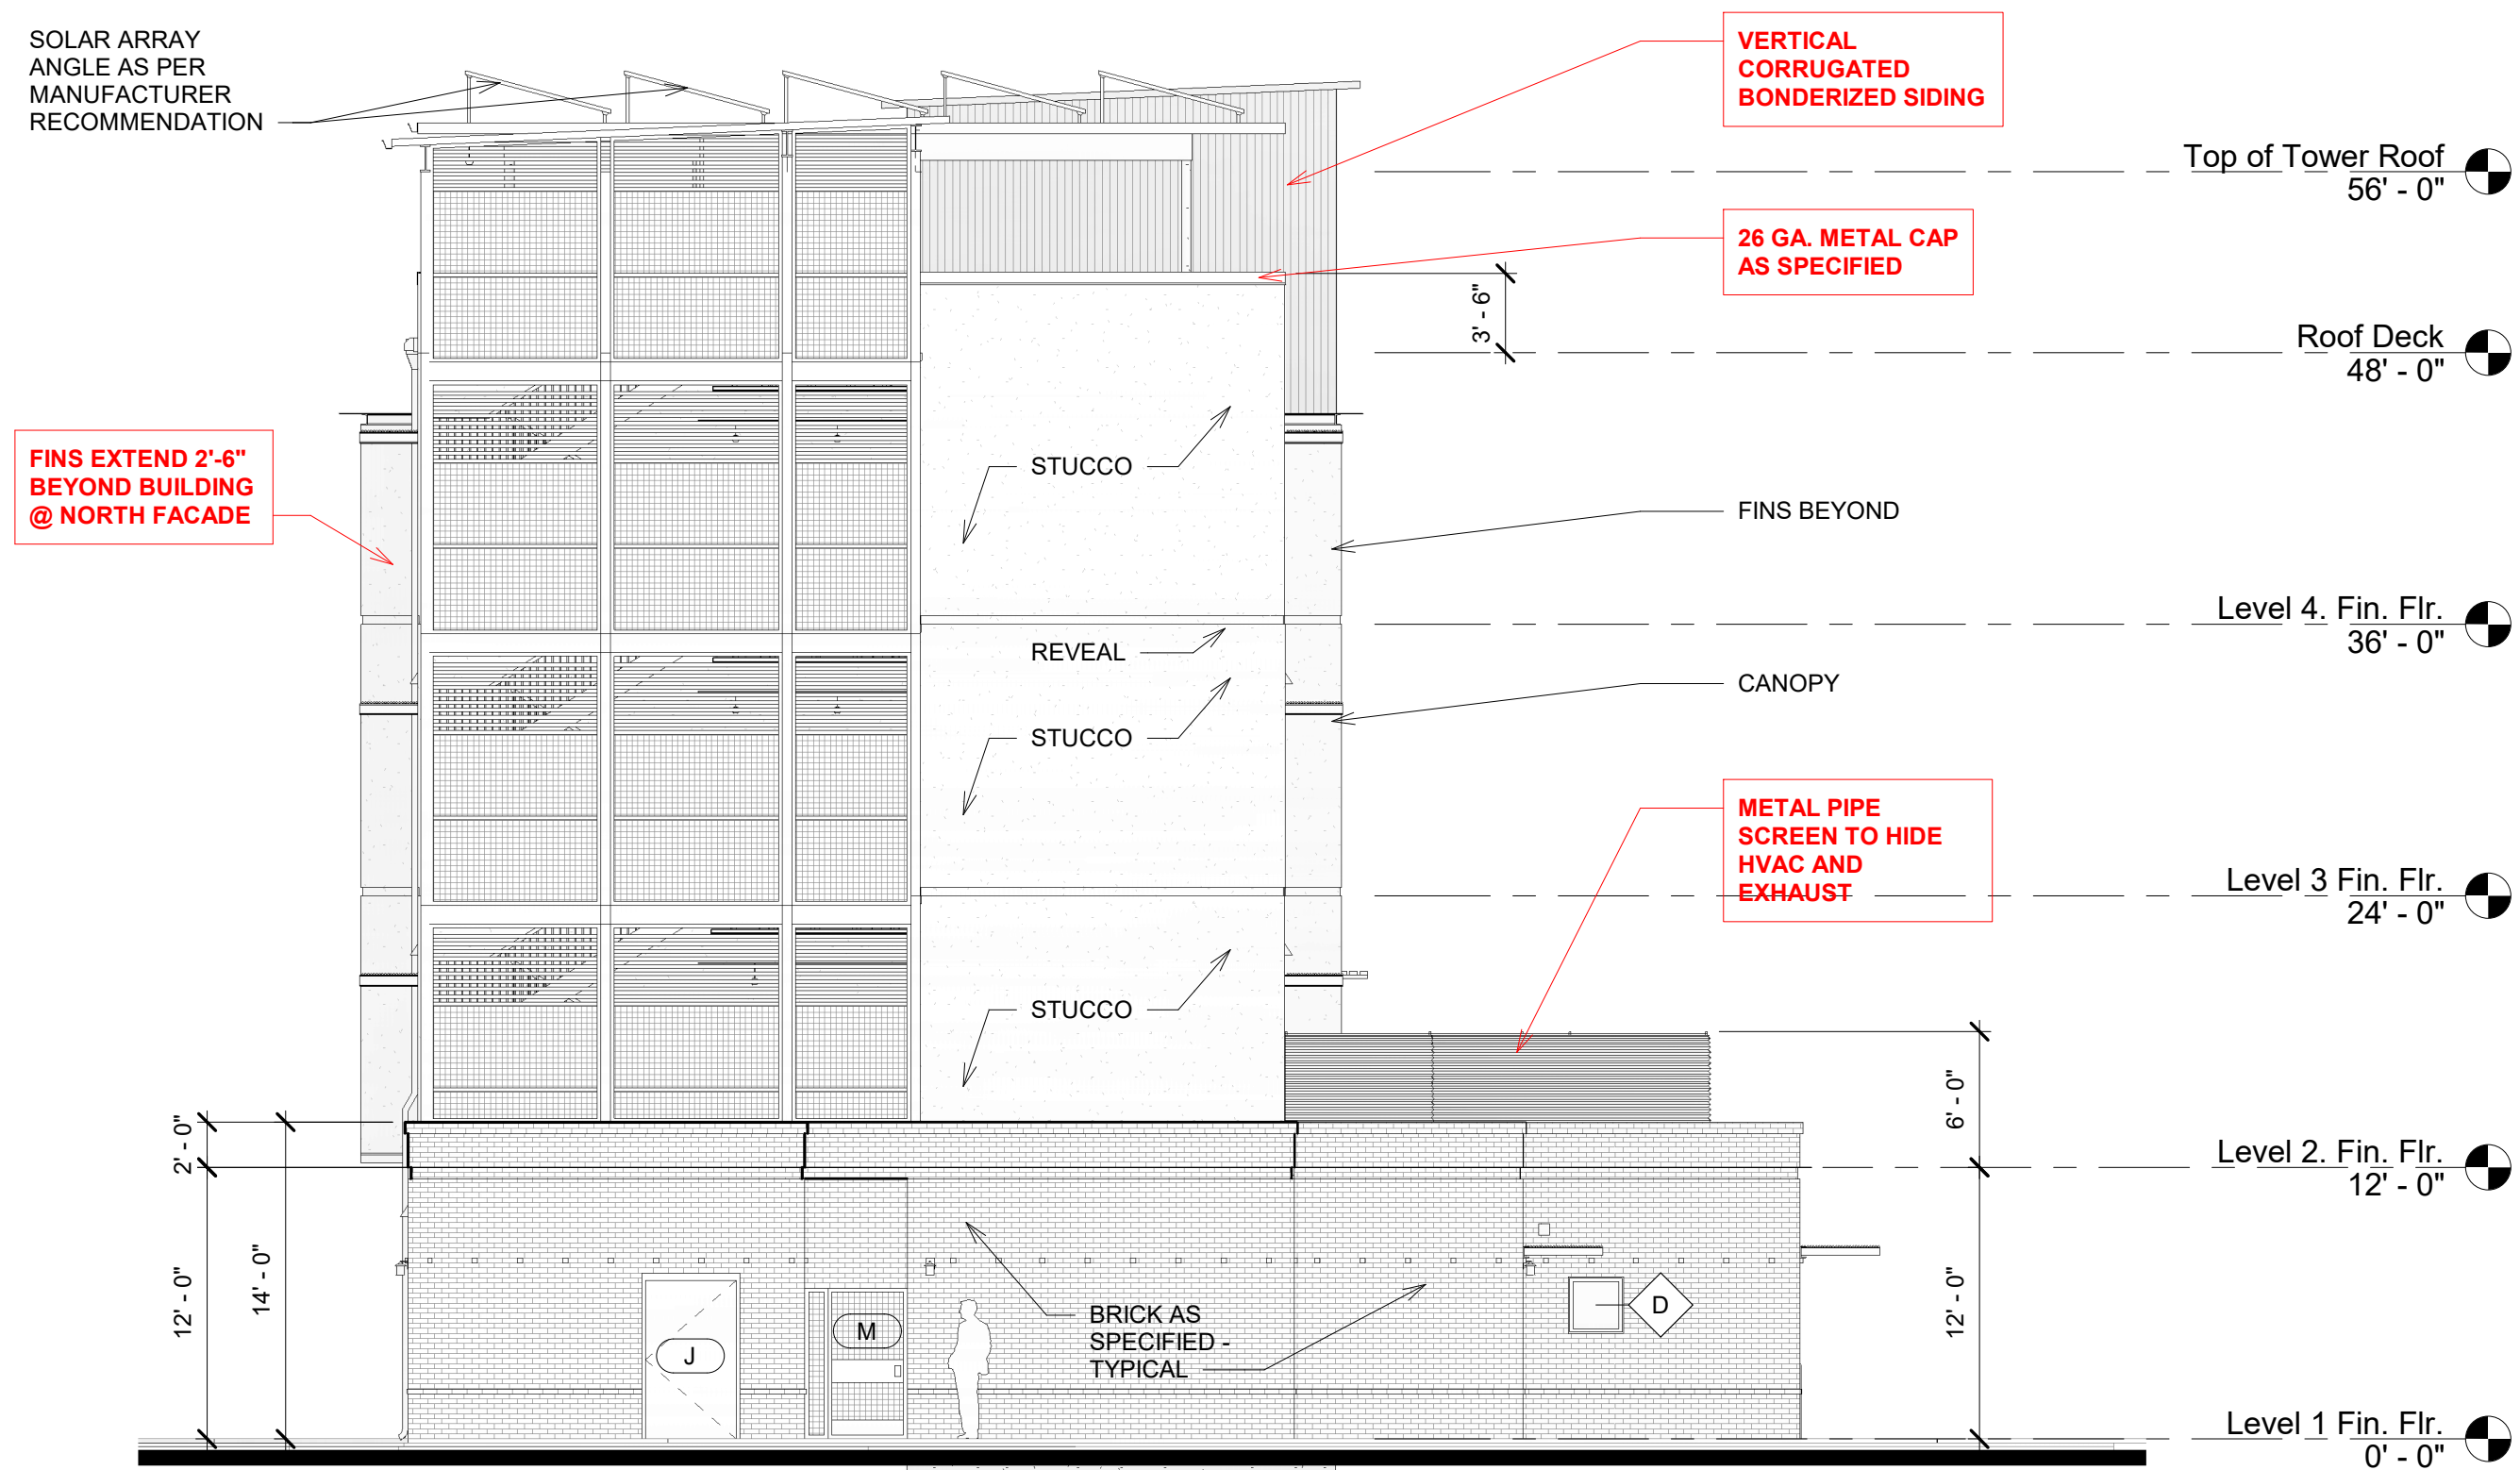 SOLAR ARRAY
ANGLE AS PER
MANUFACTURER
RECOMMENDATION
VERTICAL
CORRUGATED
BONDERIZED SIDING
Top of Tower Roof
56' - 0"
26 GA. METAL CAP
AS SPECIFIED
3' - 6"
Roof Deck
48' - 0"
FINS EXTEND 2'-6"
BEYOND BUILDING
@ NORTH FACADE
STUCCO
FINS BEYOND
Level 4. Fin. Flr.
36' - 0"
REVEAL
CANOPY
STUCCO
METAL PIPE
SCREEN TO HIDE
HVAC AND
EXHAUST
Level 3 Fin. Flr.
24' - 0"
STUCCO
6' - 0"
2' - 0"
Level 2. Fin. Flr.
12' - 0"
12' - 0"
14' - 0"
BRICK AS
SPECIFIED -
TYPICAL
J
M
D
12' - 0"
Level 1 Fin. Flr.
0' - 0"